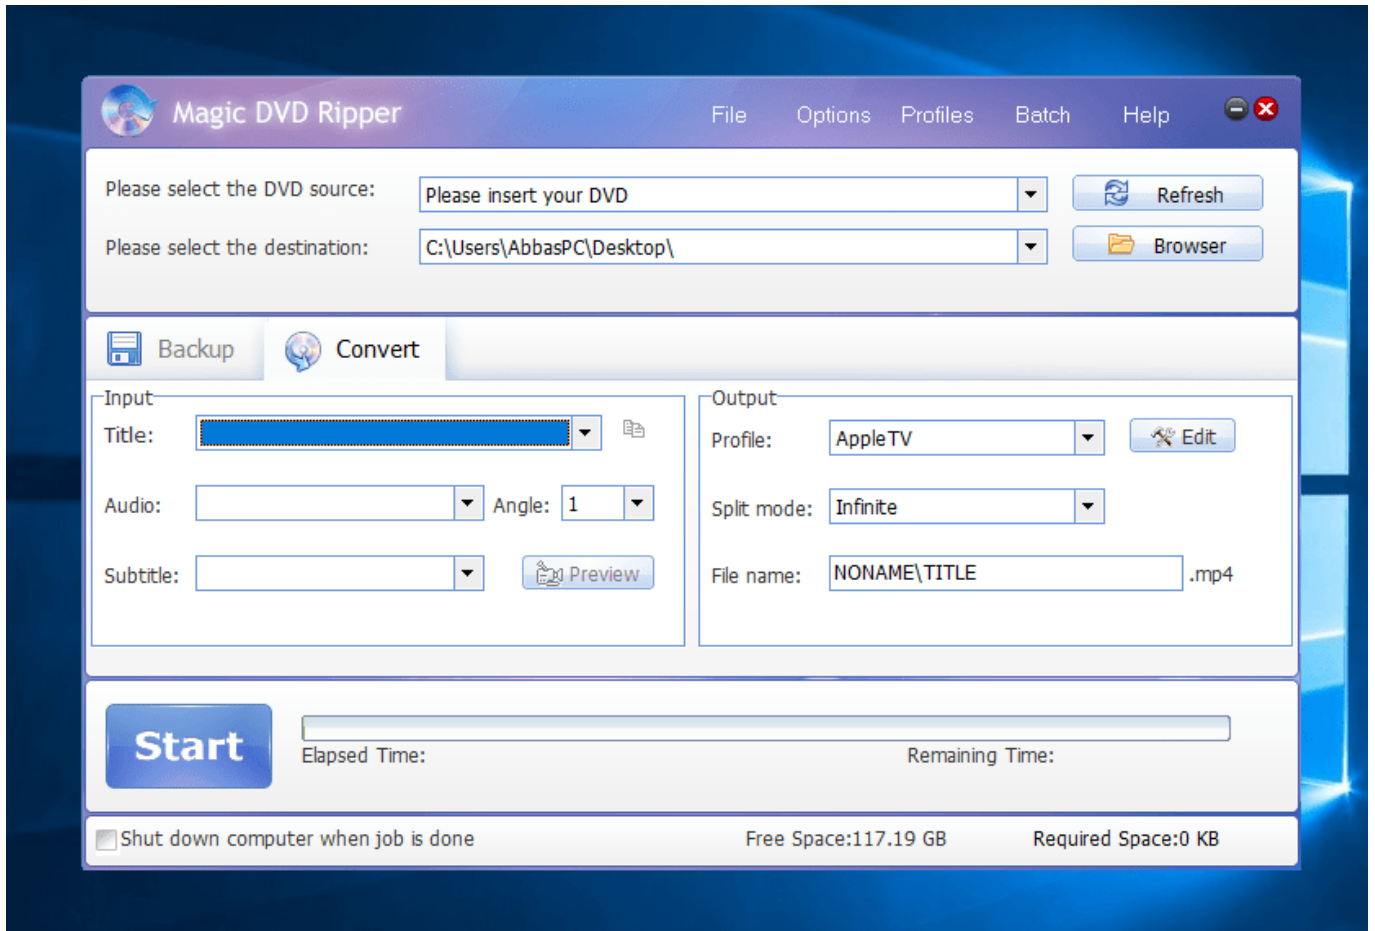 Magic DVD Ripper File Options Profiles Batch Help
Please select the DVD source: Please insert your DVD Refresh
Please select the destination: C:\Users\AbbasPC\Desktop\ Browser
Backup Convert
Input
Title:
Audio: Angle: 1
Subtitle: Preview
Output
Profile: AppleTV Edit
Split mode: Infinite
File name: NONAME\TITLE .mp4
Start
Elapsed Time: Remaining Time:
Shut down computer when job is done Free Space:117.19 GB Required Space:0 KB